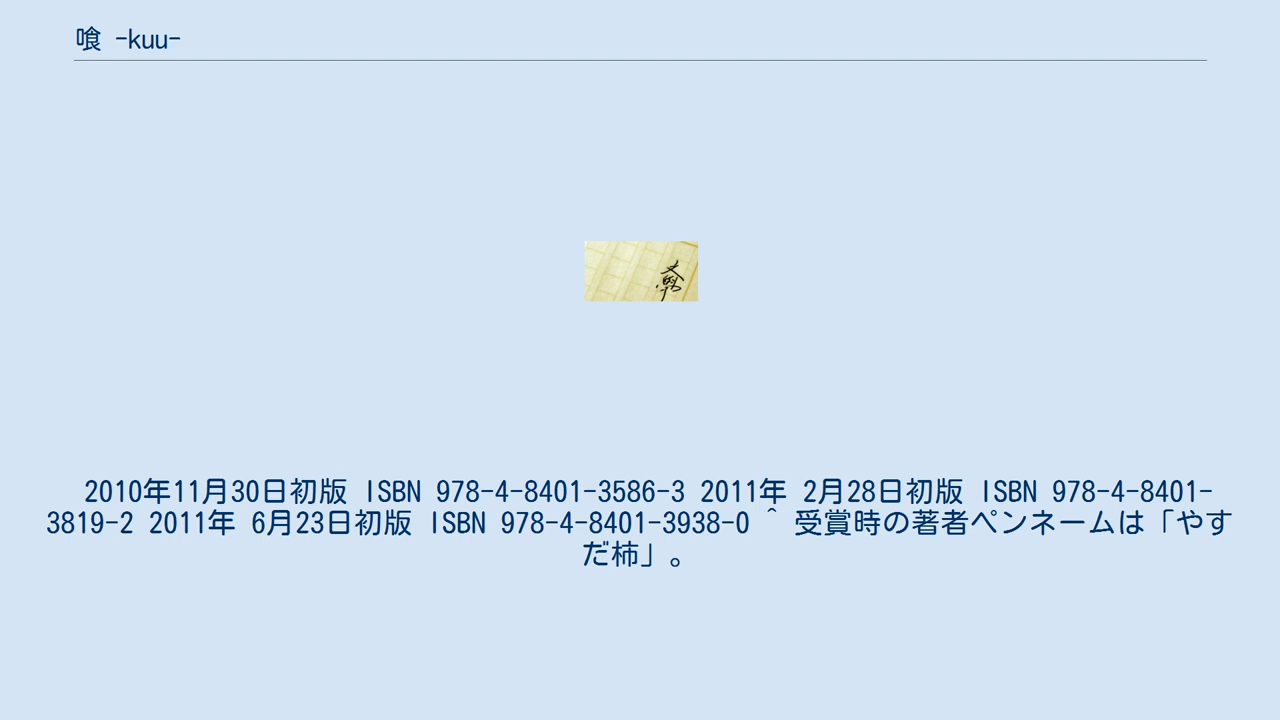 喰 -kuu-
2010年11月30日初版 ISBN 978-4-8401-3586-3 2011年 2月28日初版 ISBN 978-4-8401-
3819-2 2011年 6月23日初版 ISBN 978-4-8401-3938-0 ^ 受賞時の著者ペンネームは「やす
だ柿」。